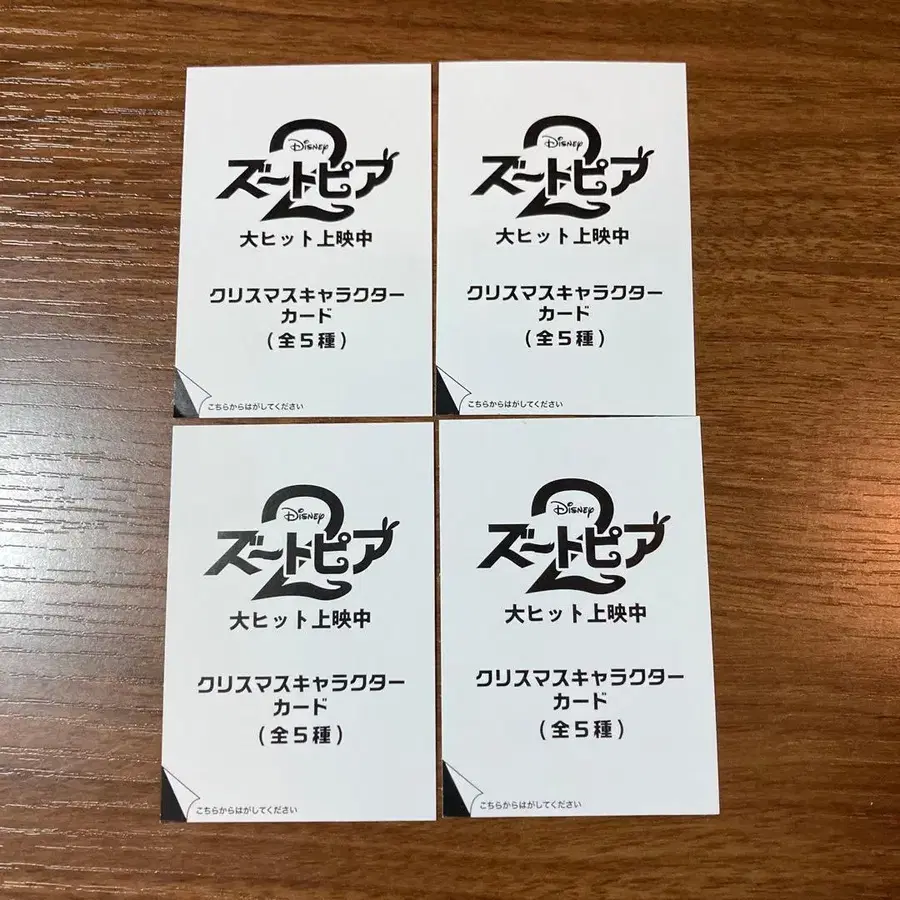 Disney
ズートピア
2
大ヒット上映中
クリスマスキャラクター
カード
(全5種)
こちらからはがしてください
Disney
ズートピア
2
大ヒット上映中
クリスマスキャラクター
カード
(全5種)
こちらからはがしてください
Disney
ズートピア
2
大ヒット上映中
クリスマスキャラクター
カード
(全5種)
こちらからはがしてください
Disney
ズートピア
2
大ヒット上映中
クリスマスキャラクター
カード
(全5種)
こちらからはがしてください